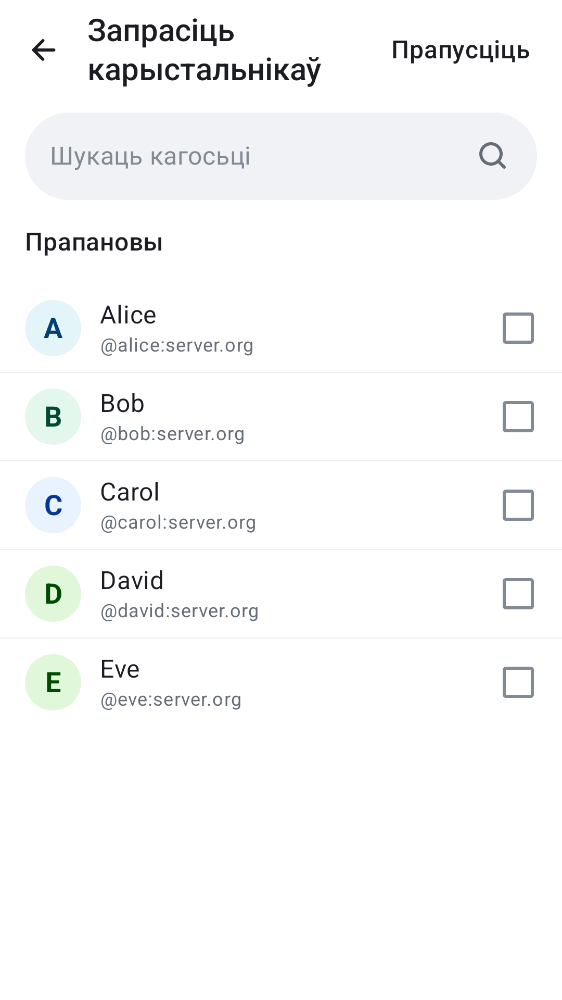 Запрасіць
карыстальнікаў
Прапусціць
Шукаць кагосьці
Прапановы
A
Alice
@alice:server.org
B
Bob
@bob:server.org
C
Carol
@carol:server.org
D
David
@david:server.org
E
Eve
@eve:server.org